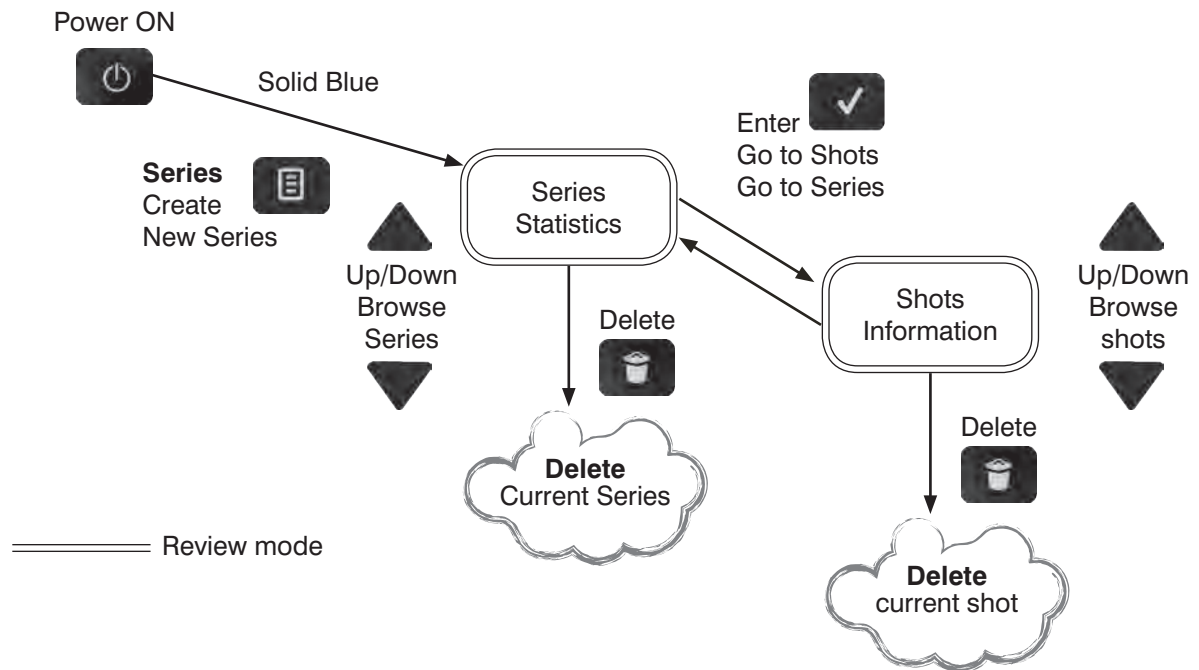 Power ON
Solid Blue
Enter
Go to Shots
Go to Series
Series
Create
New Series
Series
Statistics
Up/Down
Browse
Series
Shots
Information
Up/Down
Browse
shots
Delete
Delete
Current Series
Delete
Review mode
Delete
current shot